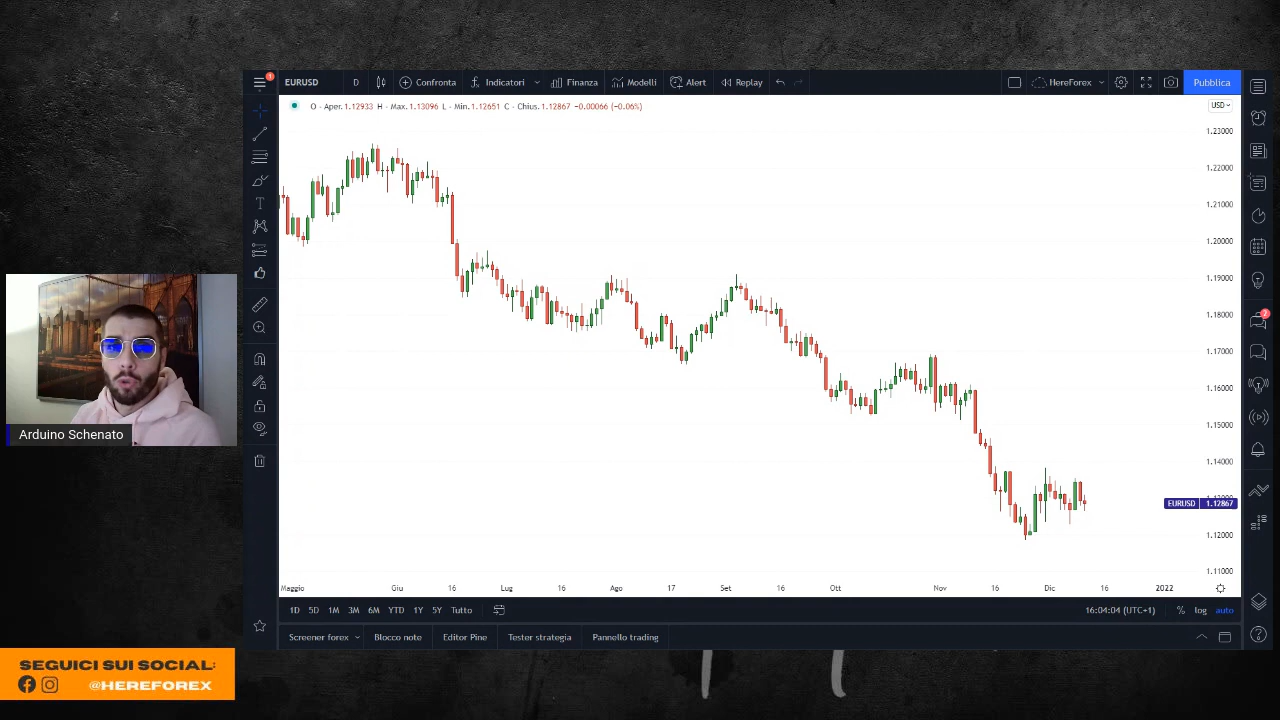 EURUSD D Confronta Indicatori Finanza Modelli Alert Replay HereForex Pubblica
1
O - Aper.1.12933 H - Max.1.13096 L - Min.1.12651 C - Chius.1.12867 −0.00066 (−0.06%)
USD
1.23000
1.22000
1.21000
1.20000
1.19000
1.18000
2
1.17000
1.16000
1.15000
1.14000
EURUSD 1.12867
1.12000
1.11000
Maggio Giu 16 Lug 16 Ago 17 Set 16 Ott Nov 16 Dic 16 2022
1D 5D 1M 3M 6M YTD 1Y 5Y Tutto 16:04:04 (UTC+1) % log auto
Screener forex Blocco note Editor Pine Tester strategia Pannello trading
Arduino Schenato
SEGUICI SUI SOCIAL:
@HEREFOREX